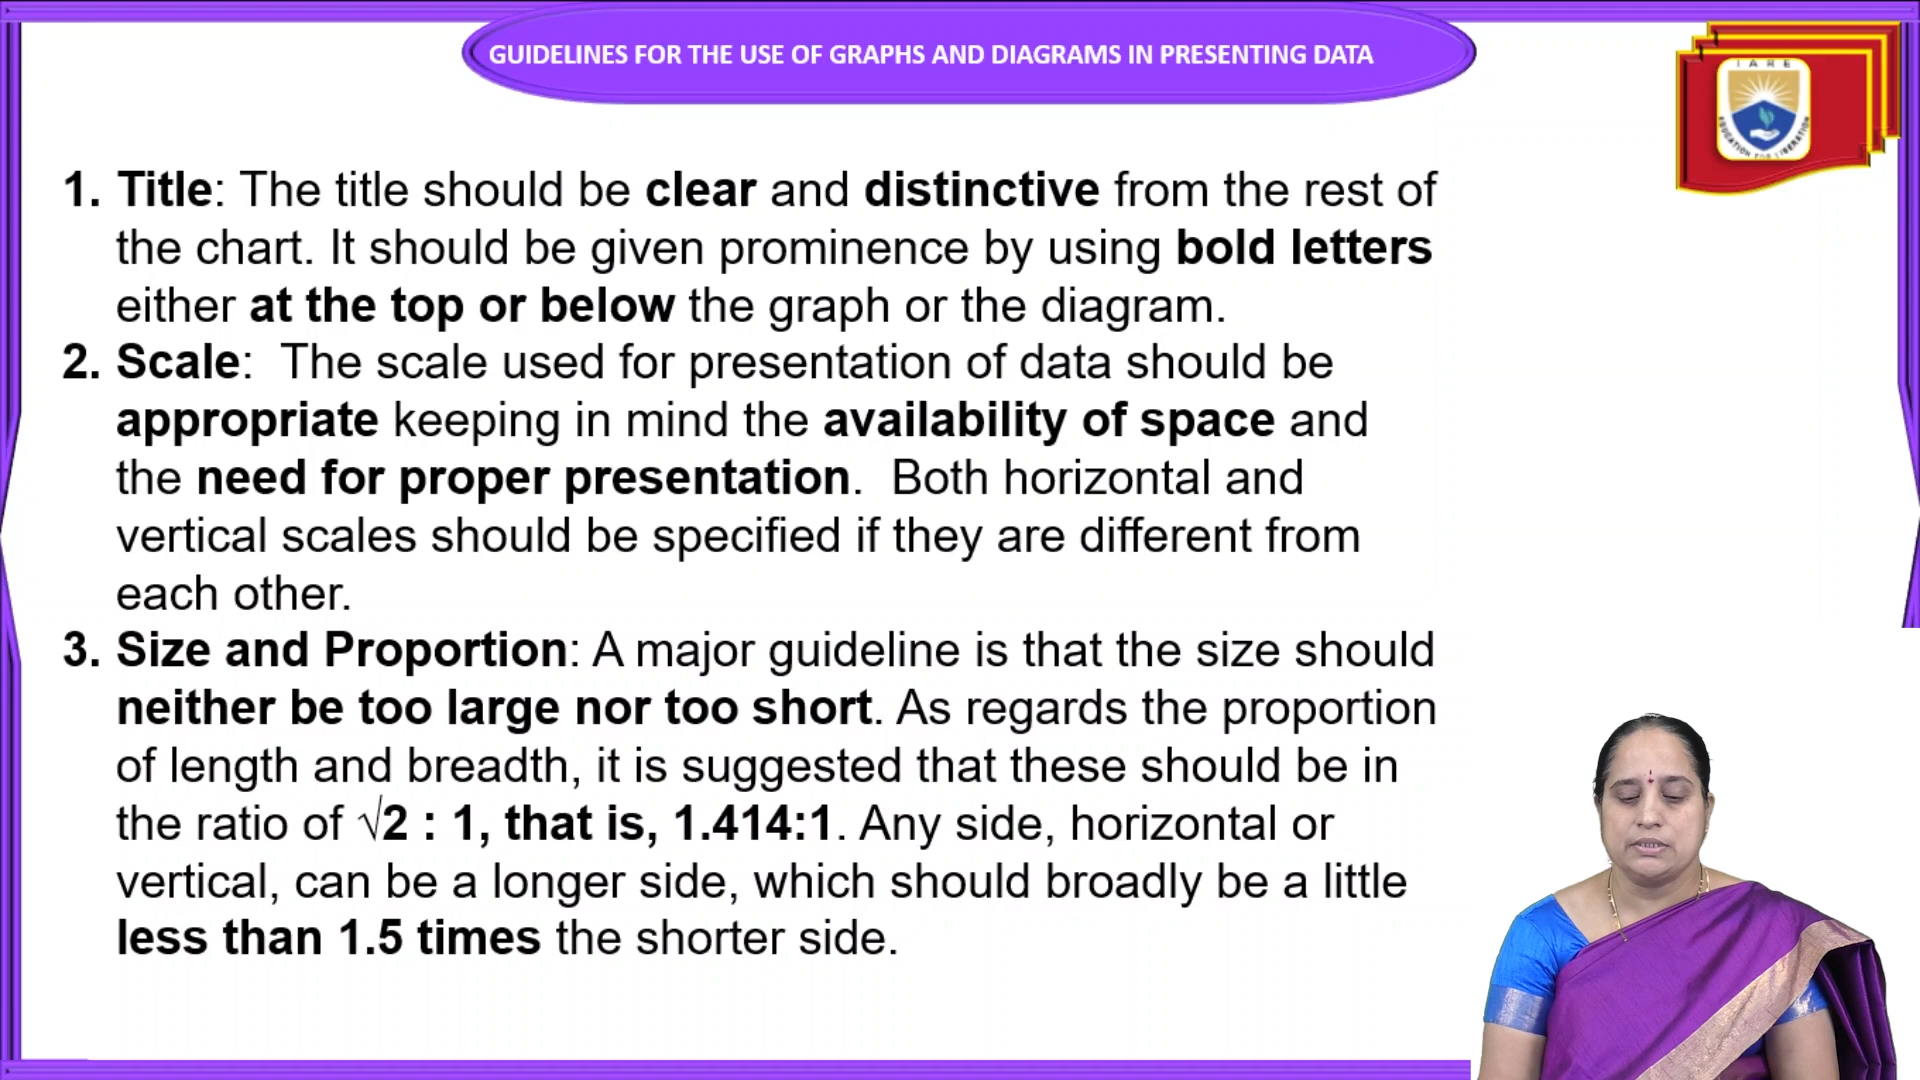 GUIDELINES FOR THE USE OF GRAPHS AND DIAGRAMS IN PRESENTING DATA
I A R E
EDUCATION FOR LIBERATION
1. Title: The title should be clear and distinctive from the rest of
the chart. It should be given prominence by using bold letters
either at the top or below the graph or the diagram.
2. Scale:  The scale used for presentation of data should be
appropriate keeping in mind the availability of space and
the need for proper presentation.  Both horizontal and
vertical scales should be specified if they are different from
each other.
3. Size and Proportion: A major guideline is that the size should
neither be too large nor too short. As regards the proportion
of length and breadth, it is suggested that these should be in
the ratio of √2 : 1, that is, 1.414:1. Any side, horizontal or
vertical, can be a longer side, which should broadly be a little
less than 1.5 times the shorter side.